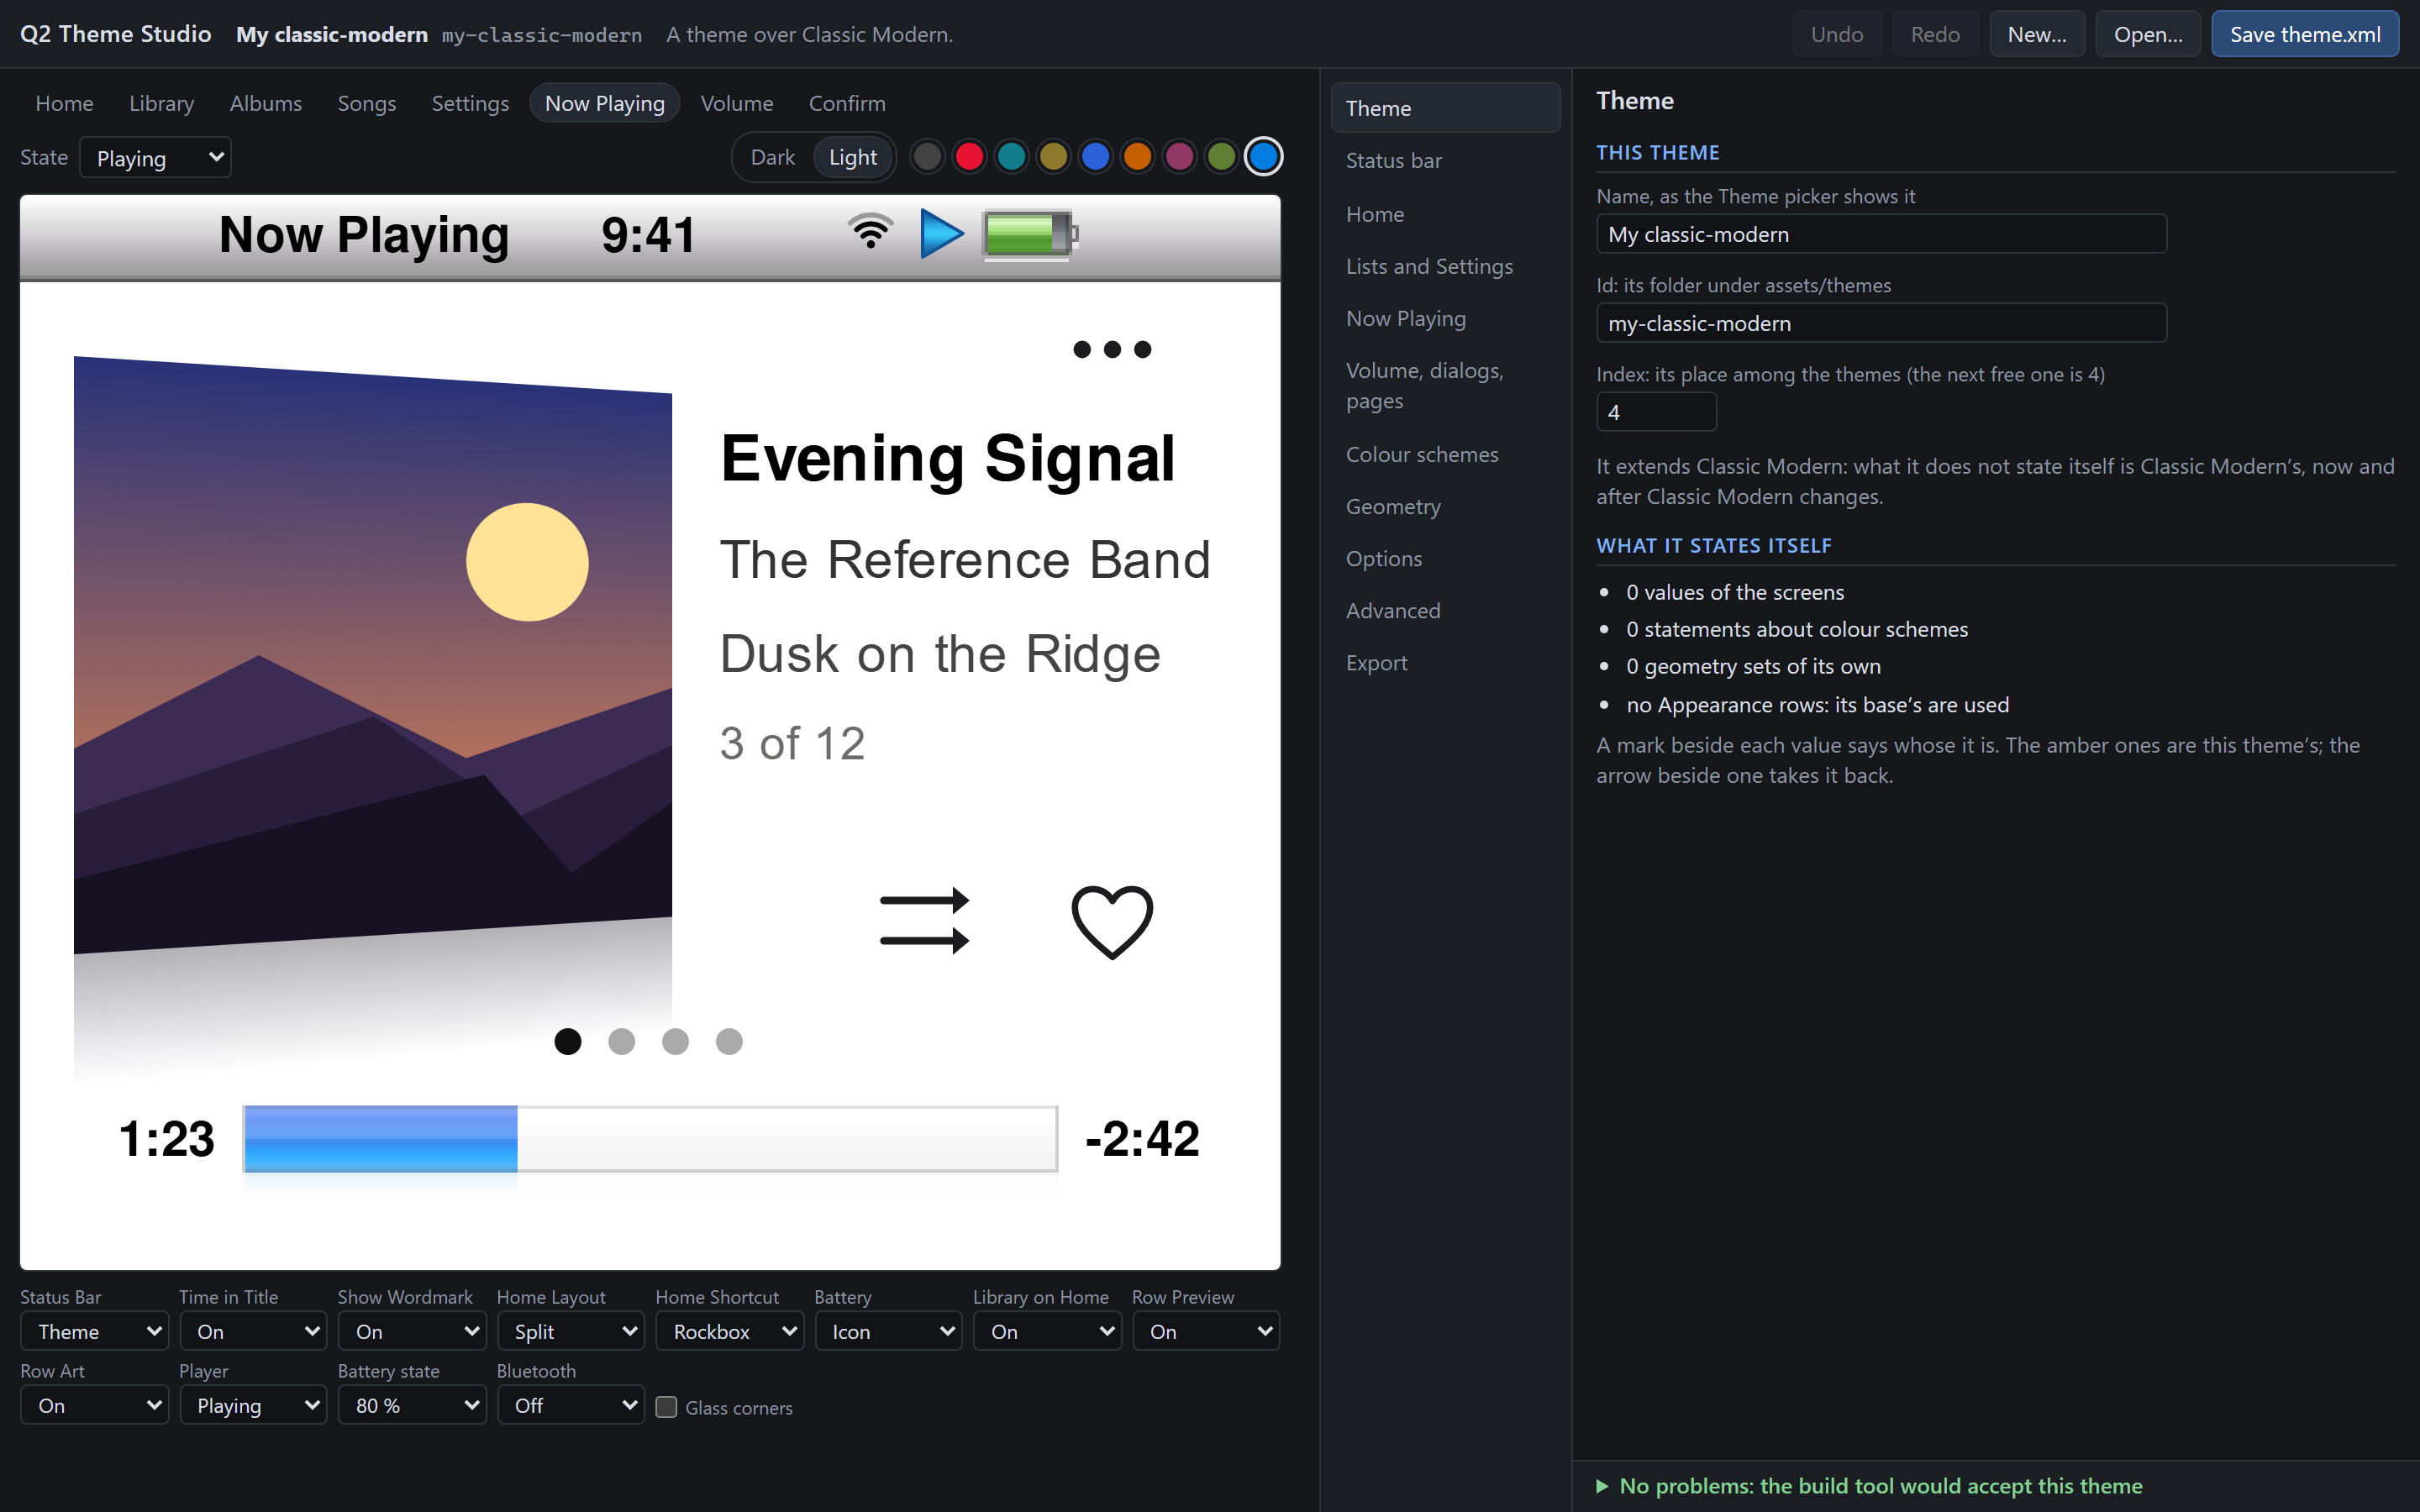 Q2 Theme Studio My classic-modern my-classic-modern A theme over Classic Modern.
Undo Redo New... Open... Save theme.xml
Home Library Albums Songs Settings Now Playing Volume Confirm
State Playing Dark Light
Now Playing 9:41
Evening Signal
The Reference Band
Dusk on the Ridge
3 of 12
1:23 -2:42
Status Bar Time in Title Show Wordmark Home Layout Home Shortcut Battery Library on Home Row Preview
Theme On On Split Rockbox Icon On On
Row Art Player Battery state Bluetooth
On Playing 80 % Off Glass corners
Theme
Status bar
Home
Lists and Settings
Now Playing
Volume, dialogs,
pages
Colour schemes
Geometry
Options
Advanced
Export
Theme
THIS THEME
Name, as the Theme picker shows it
My classic-modern
Id: its folder under assets/themes
my-classic-modern
Index: its place among the themes (the next free one is 4)
4
It extends Classic Modern: what it does not state itself is Classic Modern’s, now and
after Classic Modern changes.
WHAT IT STATES ITSELF
• 0 values of the screens
• 0 statements about colour schemes
• 0 geometry sets of its own
• no Appearance rows: its base’s are used
A mark beside each value says whose it is. The amber ones are this theme’s; the
arrow beside one takes it back.
No problems: the build tool would accept this theme